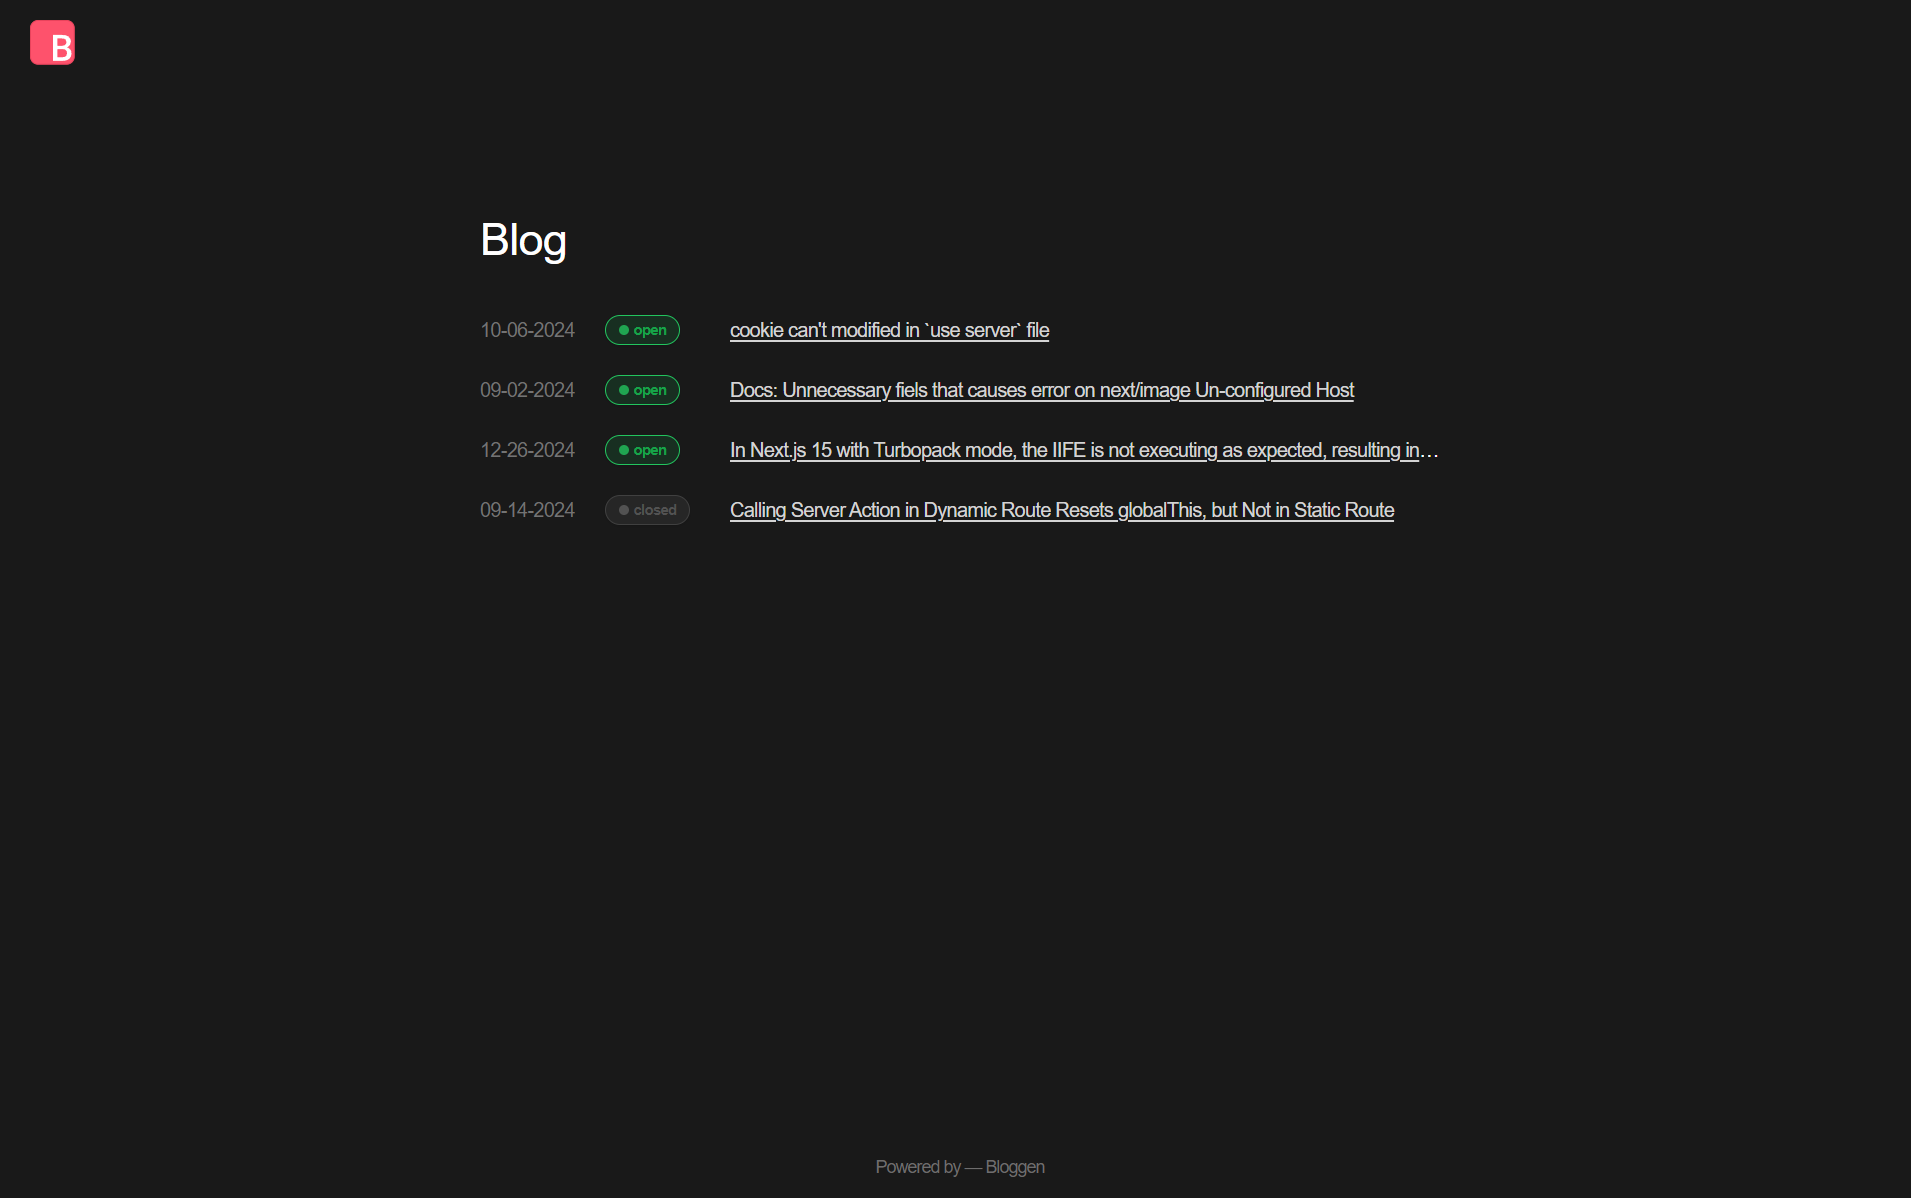 B
Blog
10-06-2024 open cookie can't modified in `use server` file
09-02-2024 open Docs: Unnecessary fiels that causes error on next/image Un-configured Host
12-26-2024 open In Next.js 15 with Turbopack mode, the IIFE is not executing as expected, resulting in…
09-14-2024 closed Calling Server Action in Dynamic Route Resets globalThis, but Not in Static Route
Powered by — Bloggen